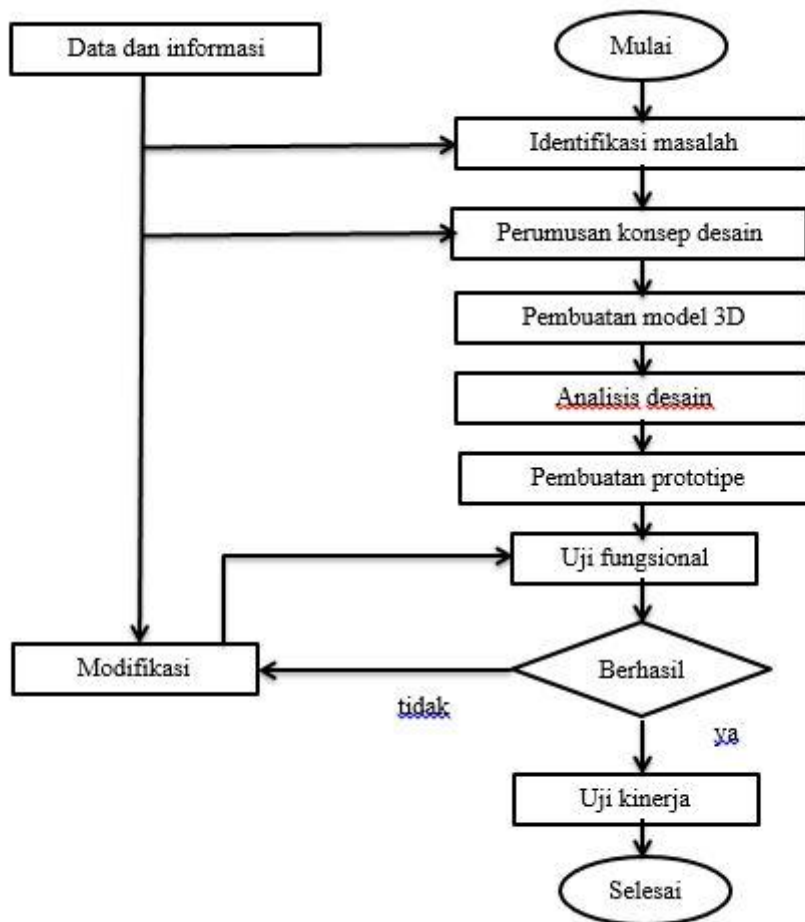 Data dan informasi
Mulai
Identifikasi masalah
Perumusan konsep desain
Pembuatan model 3D
Analisis desain
Pembuatan prototipe
Uji fungsional
Modifikasi
Berhasil
tidak
ya
Uji kinerja
Selesai